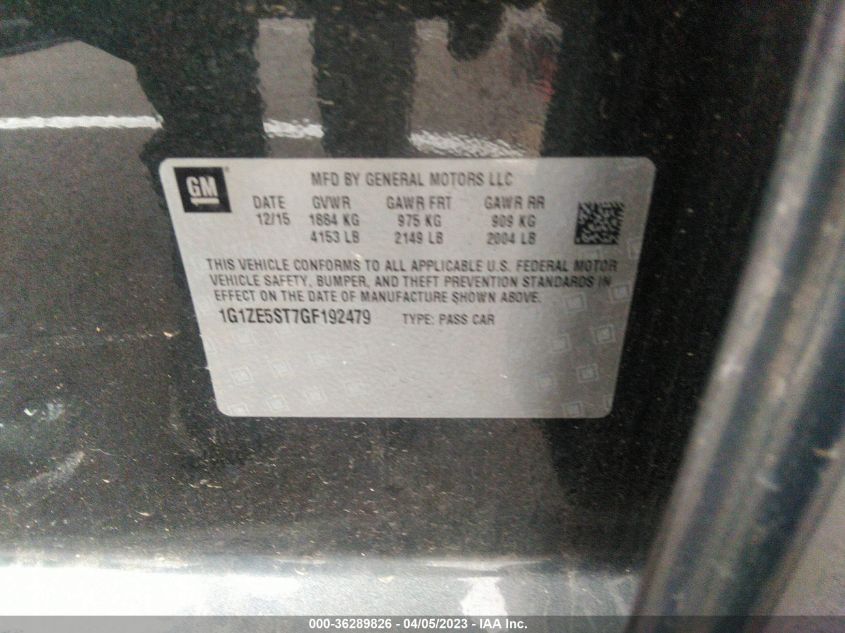 GM
MFD BY GENERAL MOTORS LLC
DATE GVWR GAWR FRT GAWR RR
12/15 1884 KG 975 KG 909 KG
4153 LB 2149 LB 2004 LB
THIS VEHICLE CONFORMS TO ALL APPLICABLE U.S. FEDERAL MOTOR
VEHICLE SAFETY, BUMPER, AND THEFT PREVENTION STANDARDS IN
EFFECT ON THE DATE OF MANUFACTURE SHOWN ABOVE.
1G1ZE5ST7GF192479 TYPE: PASS CAR
000-36289826 - 04/05/2023 - IAA Inc.